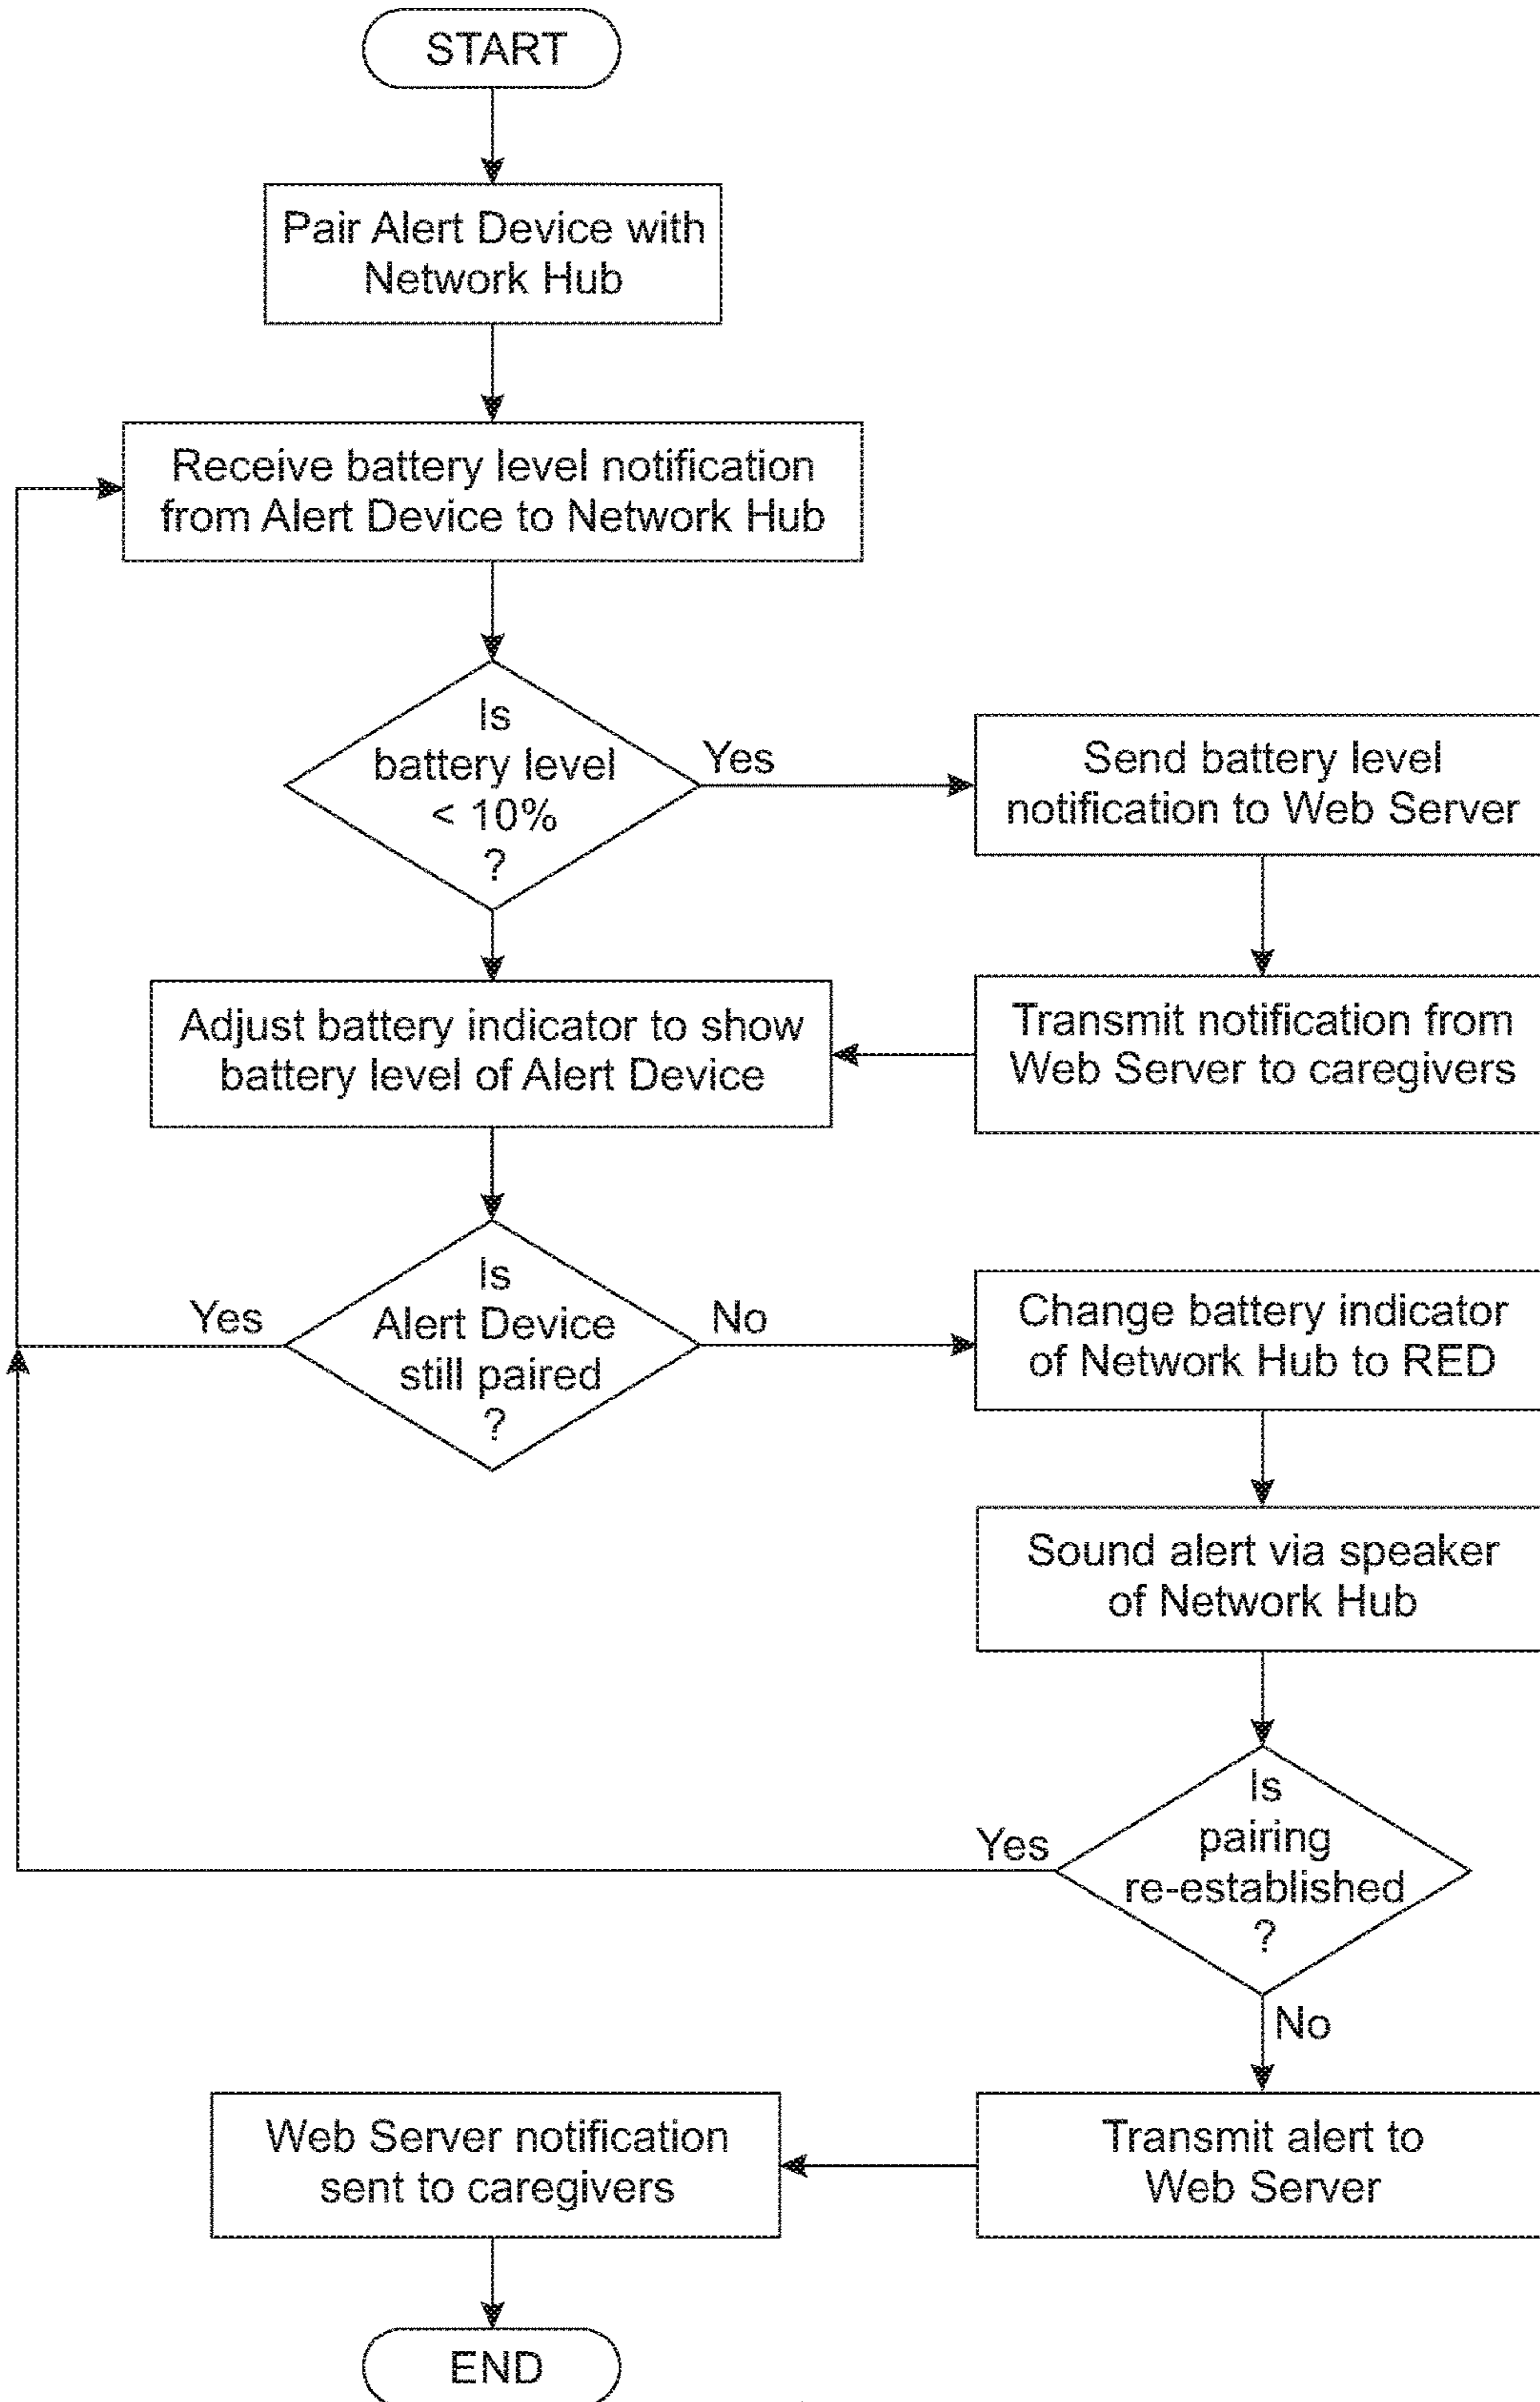 START
Pair Alert Device with
Network Hub
Receive battery level notification
from Alert Device to Network Hub
Is
battery level
< 10%
?
Yes
Send battery level
notification to Web Server
Adjust battery indicator to show
battery level of Alert Device
Transmit notification from
Web Server to caregivers
Is
Alert Device
still paired
?
Yes
No
Change battery indicator
of Network Hub to RED
Sound alert via speaker
of Network Hub
Is
pairing
re-established
?
Yes
No
Transmit alert to
Web Server
Web Server notification
sent to caregivers
END